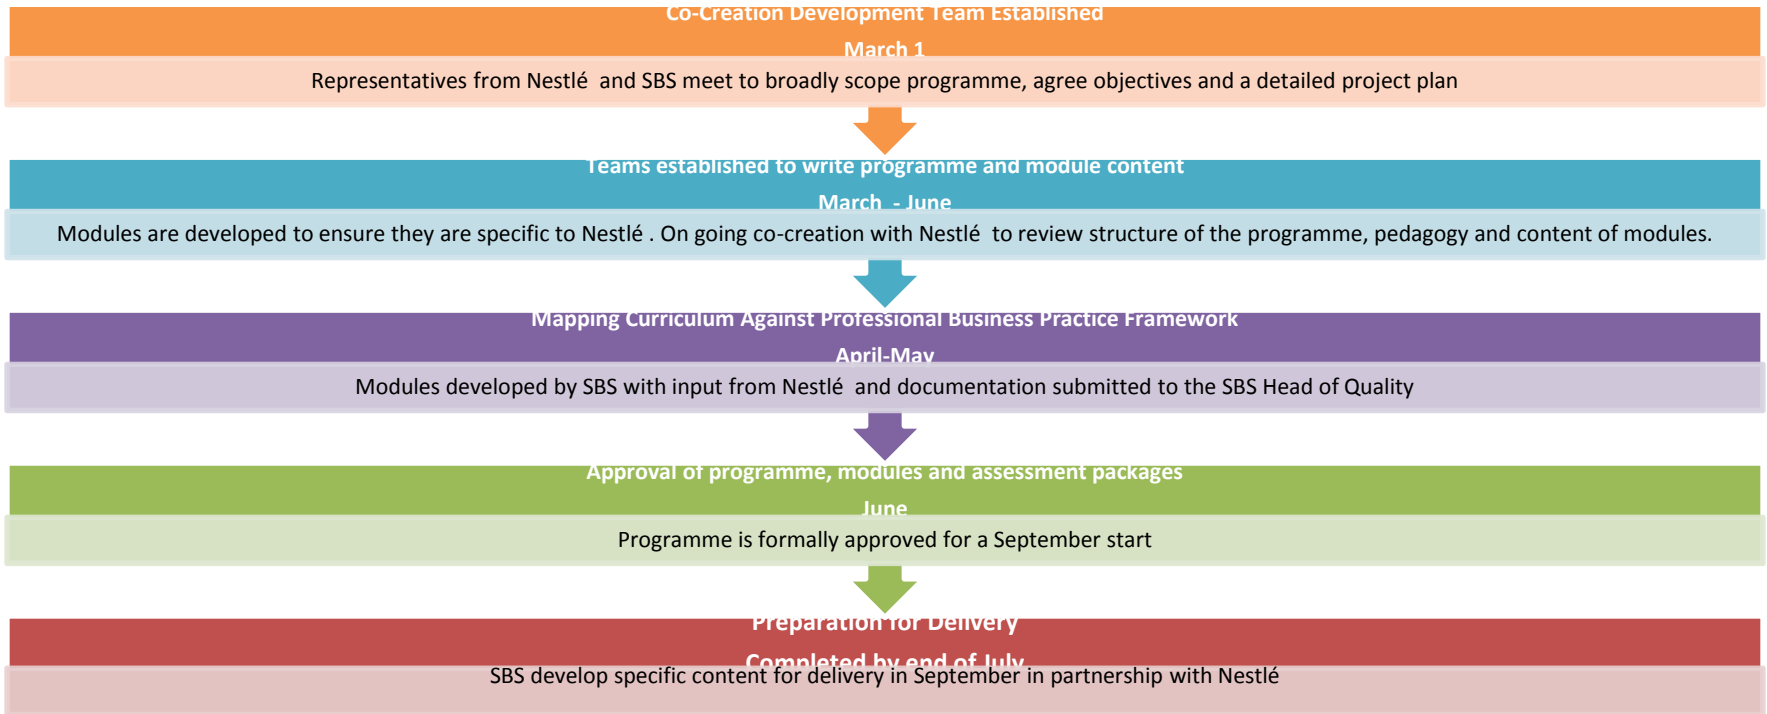 Co-Creation Development Team Established
March 1
Representatives from Nestlé  and SBS meet to broadly scope programme, agree objectives and a detailed project plan
Teams established to write programme and module content
March  - June
Modules are developed to ensure they are specific to Nestlé . On going co-creation with Nestlé  to review structure of the programme, pedagogy and content of modules.
Mapping Curriculum Against Professional Business Practice Framework
April-May
Modules developed by SBS with input from Nestlé  and documentation submitted to the SBS Head of Quality
Approval of programme, modules and assessment packages
June
Programme is formally approved for a September start
Preparation for Delivery
Completed by end of July
SBS develop specific content for delivery in September in partnership with Nestlé